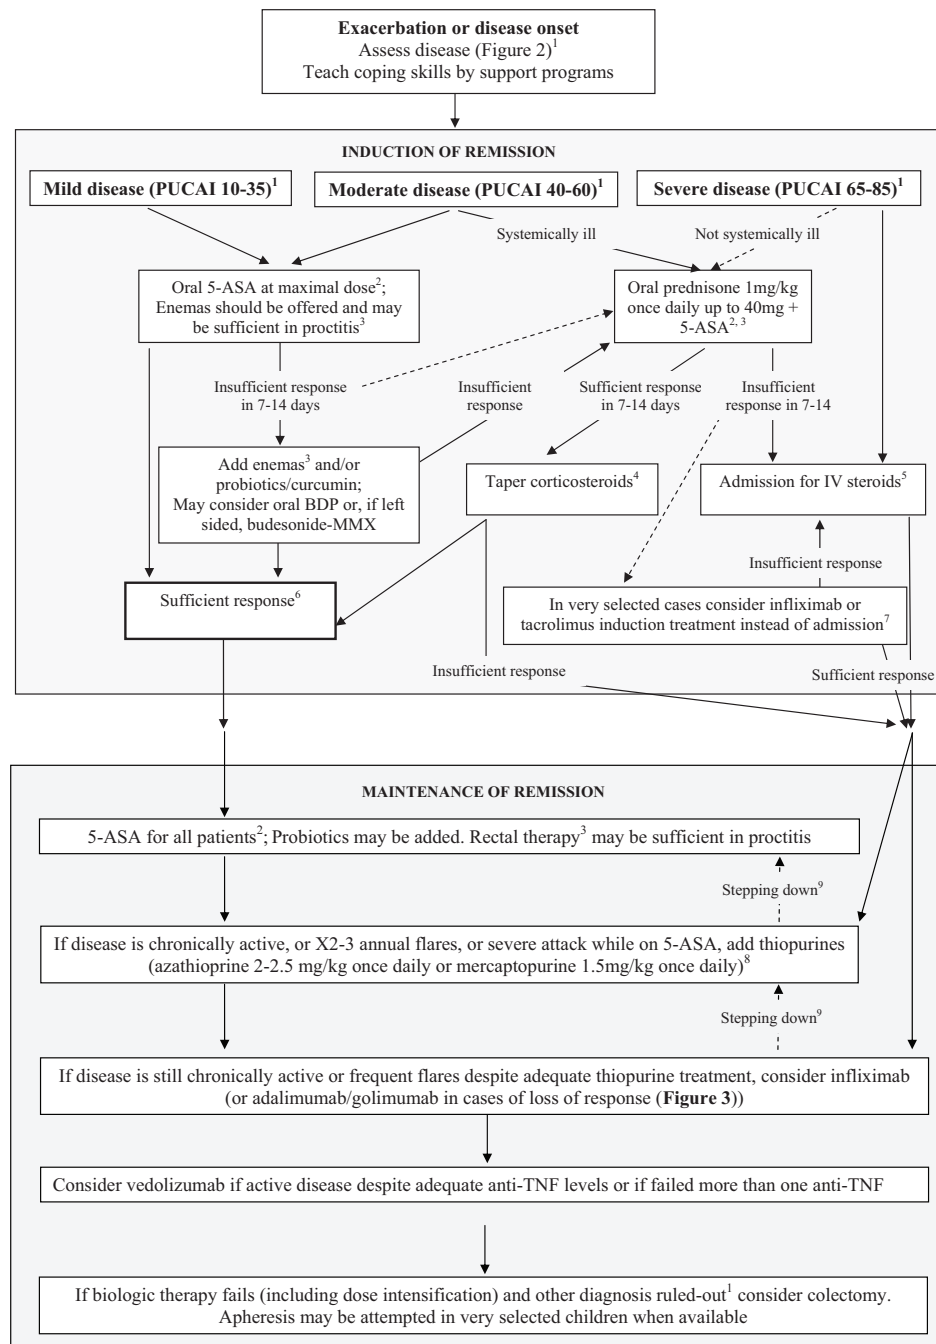 Exacerbation or disease onset
Assess disease (Figure 2)1
Teach coping skills by support programs
INDUCTION OF REMISSION
Mild disease (PUCAI 10-35)1
Moderate disease (PUCAI 40-60)1
Severe disease (PUCAI 65-85)1
Systemically ill
Not systemically ill
Oral 5-ASA at maximal dose2;
Enemas should be offered and may
be sufficient in proctitis3
Oral prednisone 1mg/kg
once daily up to 40mg +
5-ASA2, 3
Insufficient response
in 7-14 days
Insufficient
response
Sufficient response
in 7-14 days
Insufficient
response in 7-14
Add enemas3 and/or
probiotics/curcumin;
May consider oral BDP or, if left
sided, budesonide-MMX
Taper corticosteroids4
Admission for IV steroids5
Insufficient response
Sufficient response6
In very selected cases consider infliximab or
tacrolimus induction treatment instead of admission7
Insufficient response
Sufficient response
MAINTENANCE OF REMISSION
5-ASA for all patients2; Probiotics may be added. Rectal therapy3 may be sufficient in proctitis
Stepping down9
If disease is chronically active, or X2-3 annual flares, or severe attack while on 5-ASA, add thiopurines
(azathioprine 2-2.5 mg/kg once daily or mercaptopurine 1.5mg/kg once daily)8
Stepping down9
If disease is still chronically active or frequent flares despite adequate thiopurine treatment, consider infliximab
(or adalimumab/golimumab in cases of loss of response (Figure 3))
Consider vedolizumab if active disease despite adequate anti-TNF levels or if failed more than one anti-TNF
If biologic therapy fails (including dose intensification) and other diagnosis ruled-out1 consider colectomy.
Apheresis may be attempted in very selected children when available